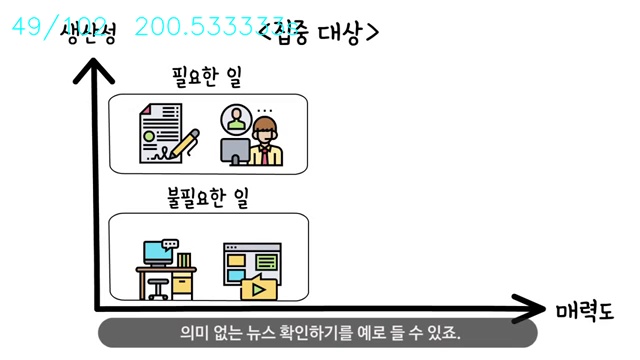 49/102 200.533333s
생산성 <집중 대상>
필요한 일
불필요한 일
매력도
의미 없는 뉴스 확인하기를 예로 들 수 있죠.